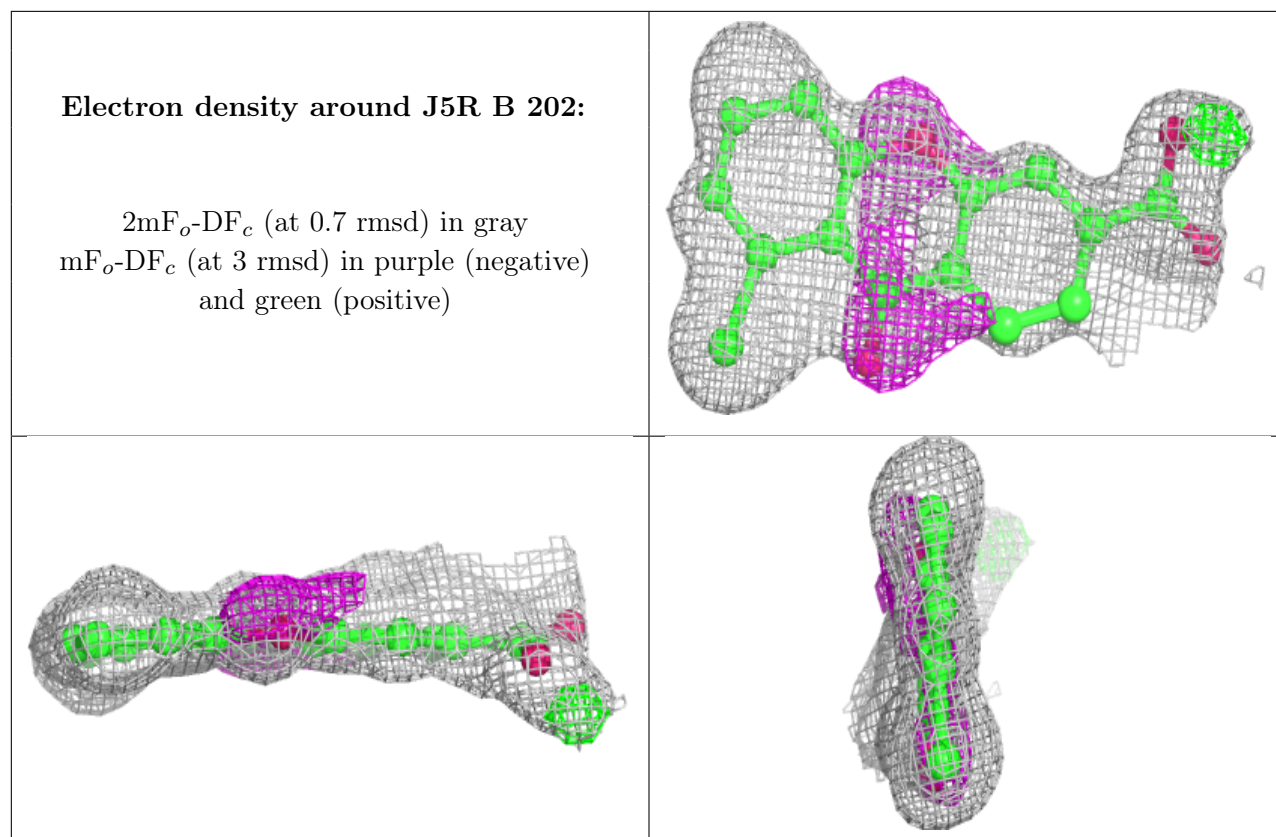 Electron density around J5R B 202:
2mFo-DFc (at 0.7 rmsd) in gray
mFo-DFc (at 3 rmsd) in purple (negative)
and green (positive)